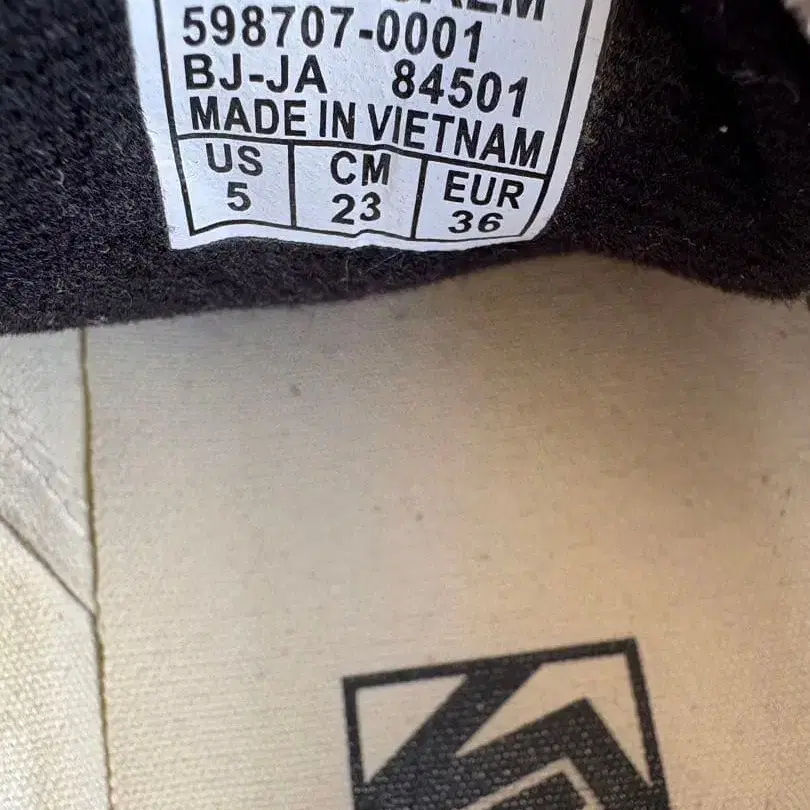 598707-0001
BJ-JA 84501
MADE IN VIETNAM
US CM EUR
5 23 36